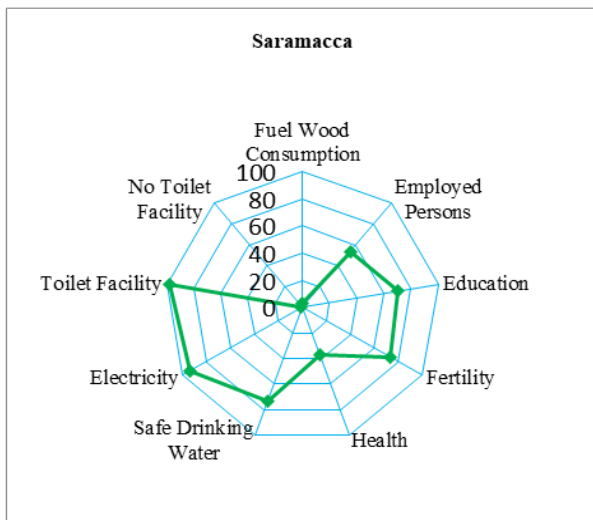 Saramacca
Fuel Wood
Consumption
Employed
Persons
Education
Fertility
Health
Safe Drinking
Water
Electricity
Toilet Facility
No Toilet
Facility
100
80
60
40
20
0